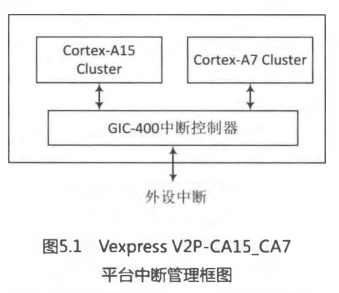 Cortex-A15
Cluster
Cortex-A7 Cluster
GIC-400中断控制器
外设中断
图5.1 Vexpress V2P-CA15_CA7
平台中断管理框图